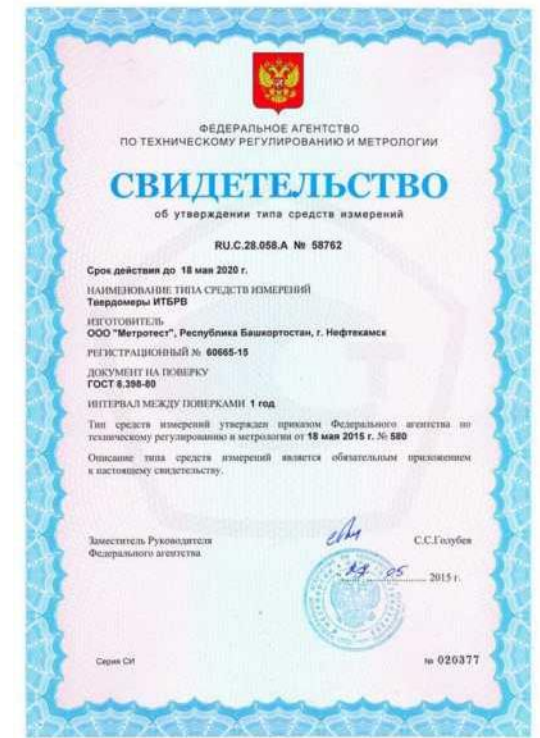 ФЕДЕРАЛЬНОЕ АГЕНТСТВО
ПО ТЕХНИЧЕСКОМУ РЕГУЛИРОВАНИЮ И МЕТРОЛОГИИ
СВИДЕТЕЛЬСТВО
об утверждении типа средств измерений
RU.C.28.058.A № 58762
Срок действия до 18 мая 2020 г.
НАИМЕНОВАНИЕ ТИПА СРЕДСТВ ИЗМЕРЕНИЙ
Твердомеры ИТБРВ
ИЗГОТОВИТЕЛЬ
ООО "Метротест", Республика Башкортостан, г. Нефтекамск
РЕГИСТРАЦИОННЫЙ № 60665-15
ДОКУМЕНТ НА ПОВЕРКУ
ГОСТ 8.398-80
ИНТЕРВАЛ МЕЖДУ ПОВЕРКАМИ 1 год
Тип средств измерений утвержден приказом Федерального агентства по
техническому регулированию и метрологии от 18 мая 2015 г. № 580
Описание типа средств измерений является обязательным приложением
к настоящему свидетельству.
Заместитель Руководителя
Федерального агентства
С.С.Голубев
27 05 2015 г.
Серия СИ
№ 020377